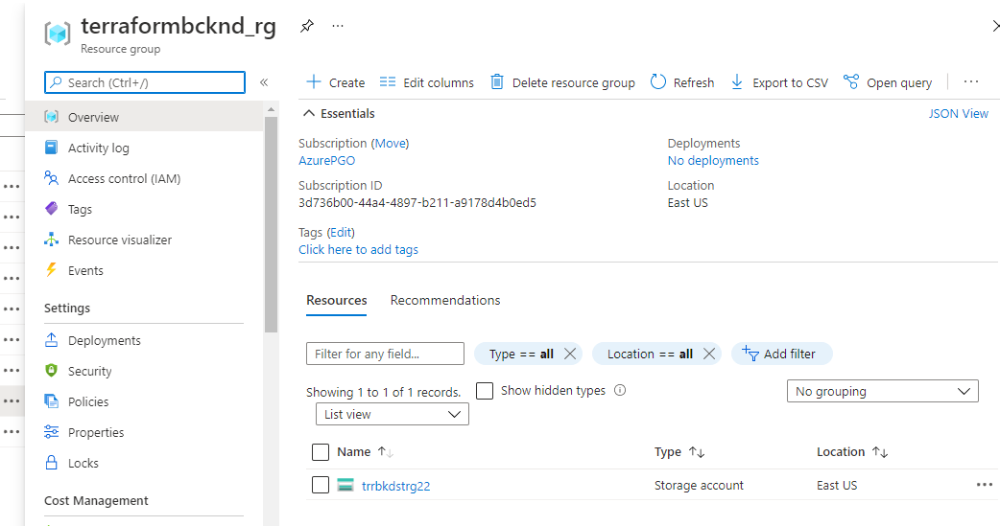 terraformbcknd_rg
Resource group
Search (Ctrl+/)
Overview
Activity log
Access control (IAM)
Tags
Resource visualizer
Events
Settings
Deployments
Security
Policies
Properties
Locks
Cost Management
Create
Edit columns
Delete resource group
Refresh
Export to CSV
Open query
Essentials
JSON View
Subscription (Move)
AzurePGO
Subscription ID
3d736b00-44a4-4897-b211-a9178d4b0ed5
Tags (Edit)
Click here to add tags
Deployments
No deployments
Location
East US
Resources
Recommendations
Filter for any field...
Type == all
Location == all
Add filter
Showing 1 to 1 of 1 records.
Show hidden types
No grouping
List view
Name
Type
Location
trrbkdstrg22
Storage account
East US